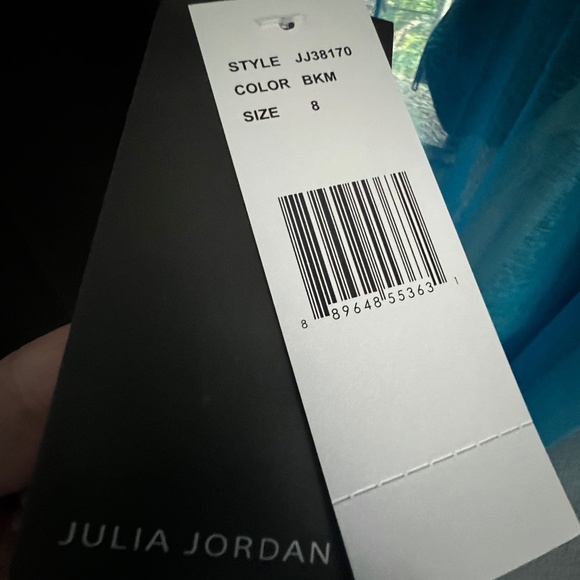 STYLE JJ38170
COLOR BKM
SIZE 8
8 89648 55363 1
JULIA JORDAN